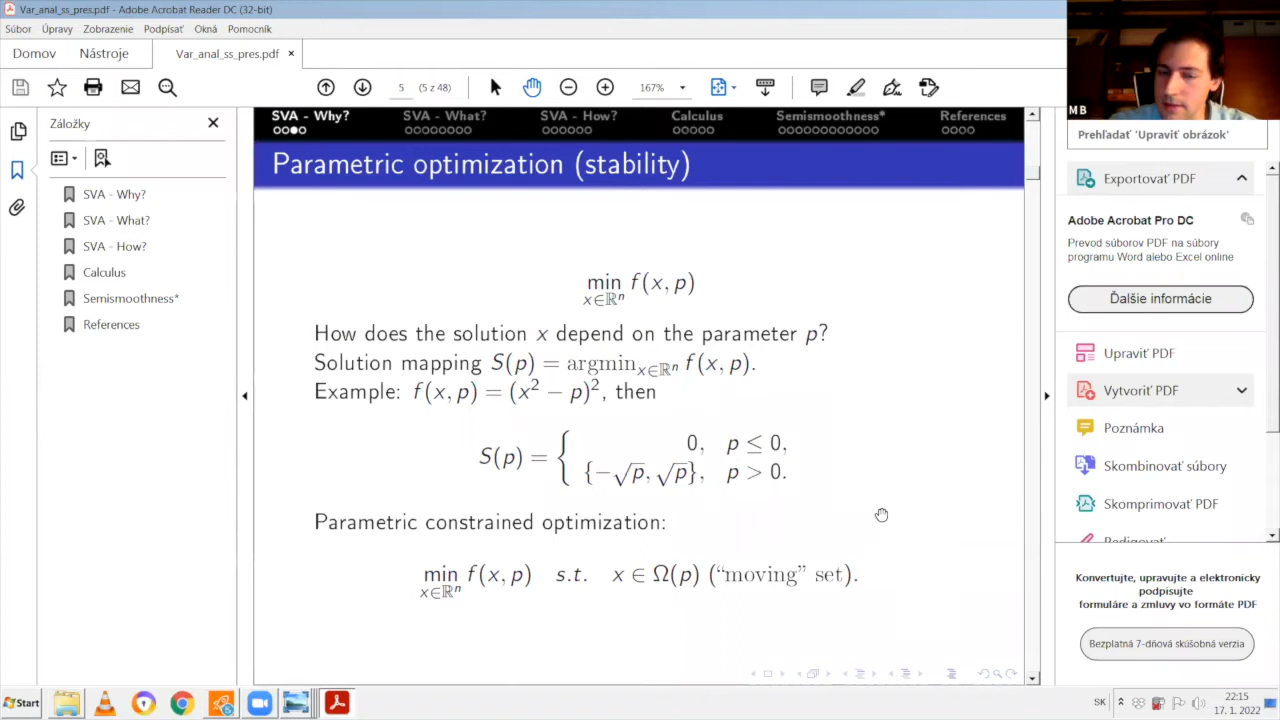 Var_anal_ss_pres.pdf - Adobe Acrobat Reader DC (32-bit)
Súbor Úpravy Zobrazenie Podpísať Okná Pomocník
Domov Nástroje Var_anal_ss_pres.pdf ×
5 (5 z 48) 167%
MB
Záložky
SVA - Why?
SVA - What?
SVA - How?
Calculus
Semismoothness*
References
SVA - Why? SVA - What? SVA - How? Calculus Semismoothness* References
Parametric optimization (stability)
min f(x, p)
x∈ℝⁿ
How does the solution x depend on the parameter p?
Solution mapping S(p) = argmin_{x∈ℝⁿ} f(x, p).
Example: f(x, p) = (x² − p)², then
S(p) = { 0, p ≤ 0,
{−√p, √p}, p > 0.
Parametric constrained optimization:
min f(x, p) s.t. x ∈ Ω(p) (“moving” set).
x∈ℝⁿ
Prehľadať 'Upraviť obrázok'
Exportovať PDF
Adobe Acrobat Pro DC
Prevod súborov PDF na súbory
programu Word alebo Excel online
Ďalšie informácie
Upraviť PDF
Vytvoriť PDF
Poznámka
Skombinovať súbory
Skomprimovať PDF
Redigovať
Konvertujte, upravujte a elektronicky
podpisujte
formuláre a zmluvy vo formáte PDF
Bezplatná 7-dňová skúšobná verzia
Start
SK
22:15
17. 1. 2022